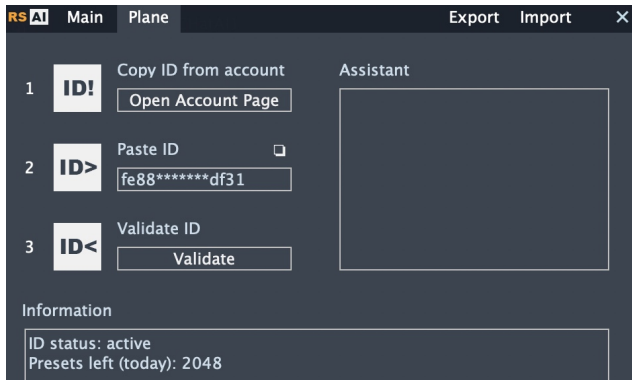 RS AI Main Plane Export Import ×
1 ID! Copy ID from account
Open Account Page
Assistant
2 ID> Paste ID
fe88*******df31
3 ID< Validate ID
Validate
Information
ID status: active
Presets left (today): 2048